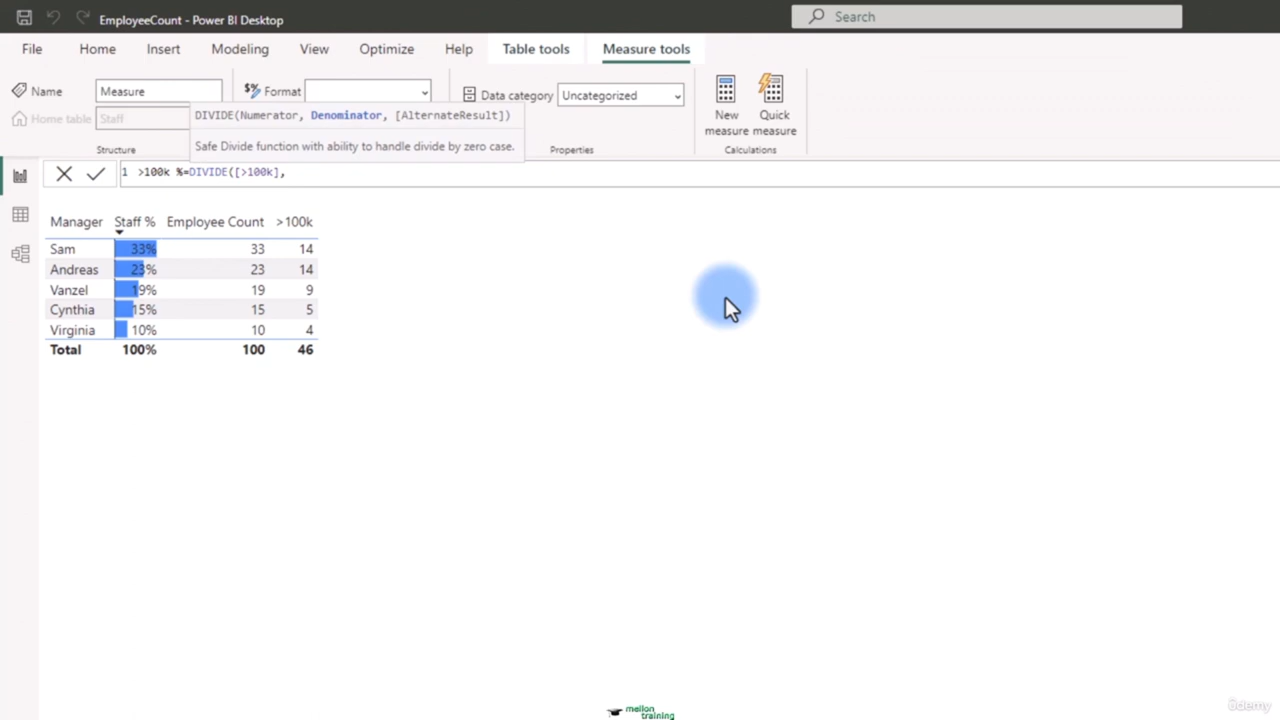 EmployeeCount - Power BI Desktop
Search
File Home Insert Modeling View Optimize Help Table tools Measure tools
Name Measure
Format
Data category Uncategorized
New measure
Quick measure
Home table Staff
DIVIDE(Numerator, Denominator, [AlternateResult])
Safe Divide function with ability to handle divide by zero case.
Structure
Properties
Calculations
1 >100k %=DIVIDE([>100k],
Manager Staff % Employee Count >100k
Sam 33% 33 14
Andreas 23% 23 14
Vanzel 19% 19 9
Cynthia 15% 15 5
Virginia 10% 10 4
Total 100% 100 46
mellon
training
ûdemy